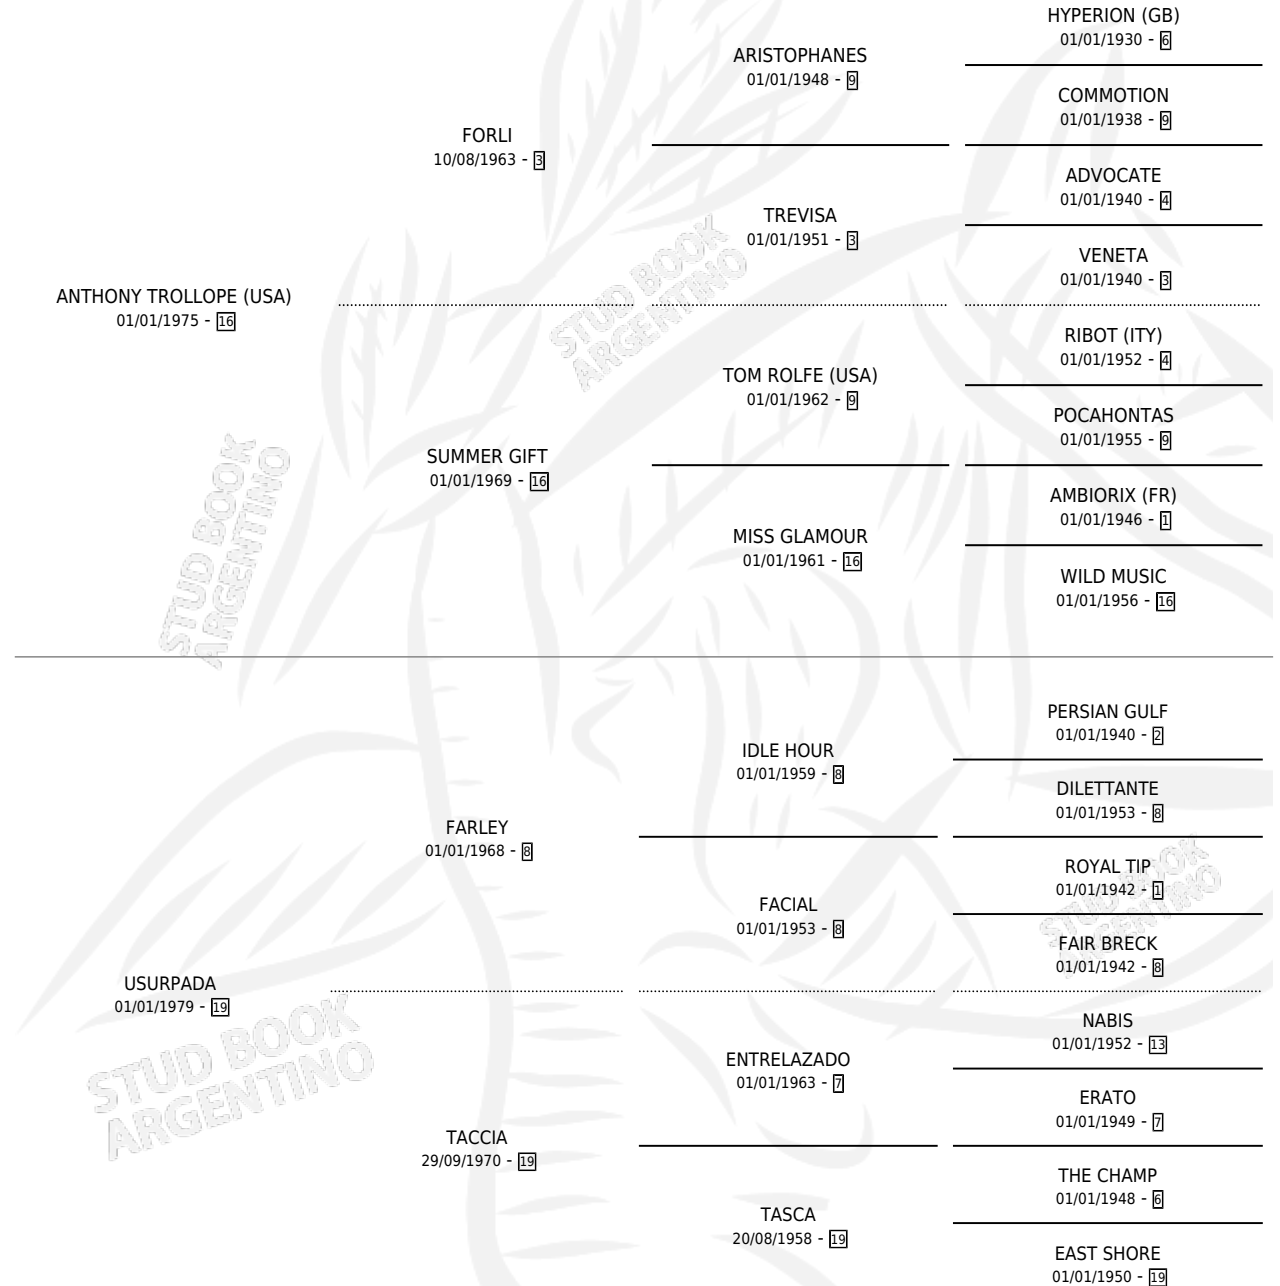 HYPERION (GB)
01/01/1930 - 6
ARISTOPHANES
01/01/1948 - 9
COMMOTION
01/01/1938 - 9
FORLI
10/08/1963 - 3
ADVOCATE
01/01/1940 - 4
TREVISA
01/01/1951 - 3
VENETA
01/01/1940 - 3
ANTHONY TROLLOPE (USA)
01/01/1975 - 16
RIBOT (ITY)
01/01/1952 - 4
TOM ROLFE (USA)
01/01/1962 - 9
POCAHONTAS
01/01/1955 - 9
SUMMER GIFT
01/01/1969 - 16
AMBIORIX (FR)
01/01/1946 - 1
MISS GLAMOUR
01/01/1961 - 16
WILD MUSIC
01/01/1956 - 16
PERSIAN GULF
01/01/1940 - 2
IDLE HOUR
01/01/1959 - 8
DILETTANTE
01/01/1953 - 8
FARLEY
01/01/1968 - 8
ROYAL TIP
01/01/1942 - 1
FACIAL
01/01/1953 - 8
FAIR BRECK
01/01/1942 - 8
USURPADA
01/01/1979 - 19
NABIS
01/01/1952 - 13
ENTRELAZADO
01/01/1963 - 7
ERATO
01/01/1949 - 7
TACCIA
29/09/1970 - 19
THE CHAMP
01/01/1948 - 6
TASCA
20/08/1958 - 19
EAST SHORE
01/01/1950 - 19
STUD BOOK
ARGENTINO
STUD BOOK
ARGENTINO
STUD BOOK
ARGENTINO
STUD BOOK
ARGENTINO